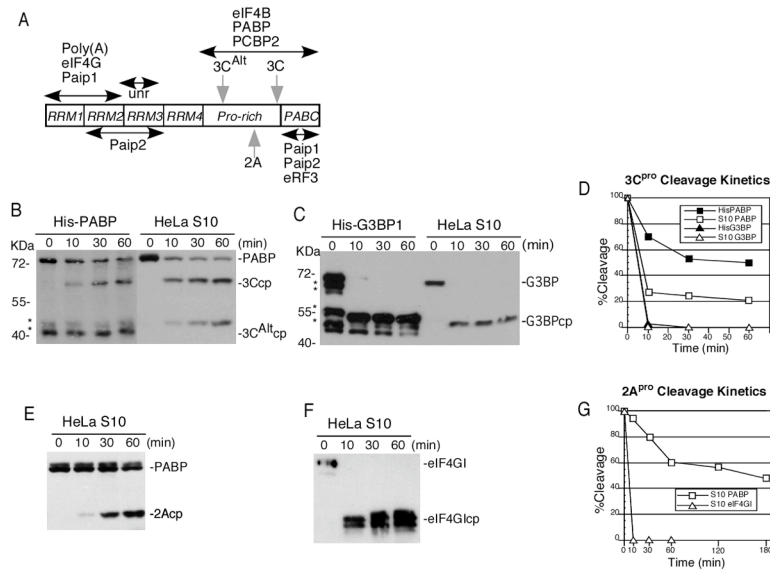 A
eIF4B
PABP
PCBP2
Poly(A)
eIF4G
Paip1
unr
3C^Alt
3C
RRM1 RRM2 RRM3 RRM4 Pro-rich PABC
Paip2
2A
Paip1
Paip2
eRF3
B
His-PABP HeLa S10
KDa 0 10 30 60 0 10 30 60 (min)
72-
55-
*
*
40-
-PABP
-3Ccp
-3C^Alt cp
C
His-G3BP1 HeLa S10
KDa 0 10 30 60 0 10 30 60 (min)
72-
*
*
55-
*
*
40-
-G3BP
-G3BPcp
D
3C^pro Cleavage Kinetics
HisPABP
S10 PABP
HisG3BP
S10 G3BP
%Cleavage
100
80
60
40
20
0
0 10 20 30 40 50 60
Time (min)
E
HeLa S10
0 10 30 60 (min)
-PABP
-2Acp
F
HeLa S10
0 10 30 60 (min)
-eIF4GI
-eIF4GIcp
G
2A^pro Cleavage Kinetics
%Cleavage
100
80
60
40
20
0
S10 PABP
S10 eIF4GI
0 10 30 60 120 180
Time (min)